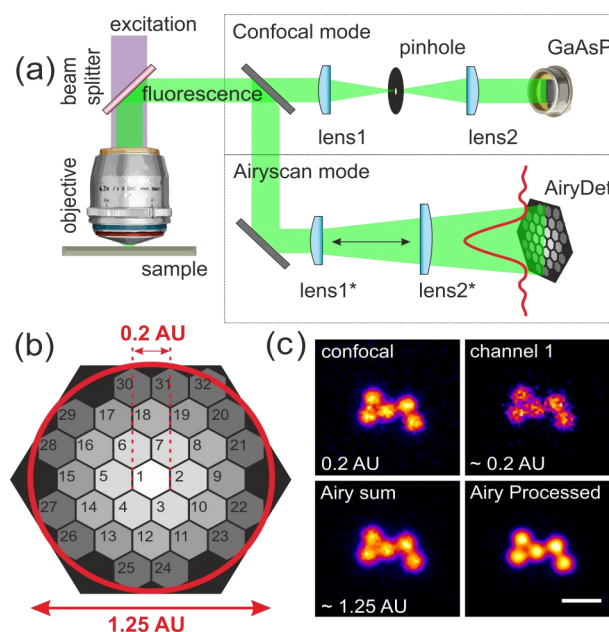 excitation
(a)
beam
splitter
fluorescence
objective
sample
Confocal mode
pinhole
GaAsP
lens1
lens2
Airyscan mode
AiryDet
lens1*
lens2*
(b)
0.2 AU
30 31 32
29 17 18 19 20
28 16 6 7 8 21
15 5 1 2 9
27 14 4 3 10 22
26 13 12 11 23
25 24
1.25 AU
(c)
confocal
0.2 AU
channel 1
~ 0.2 AU
Airy sum
~ 1.25 AU
Airy Processed